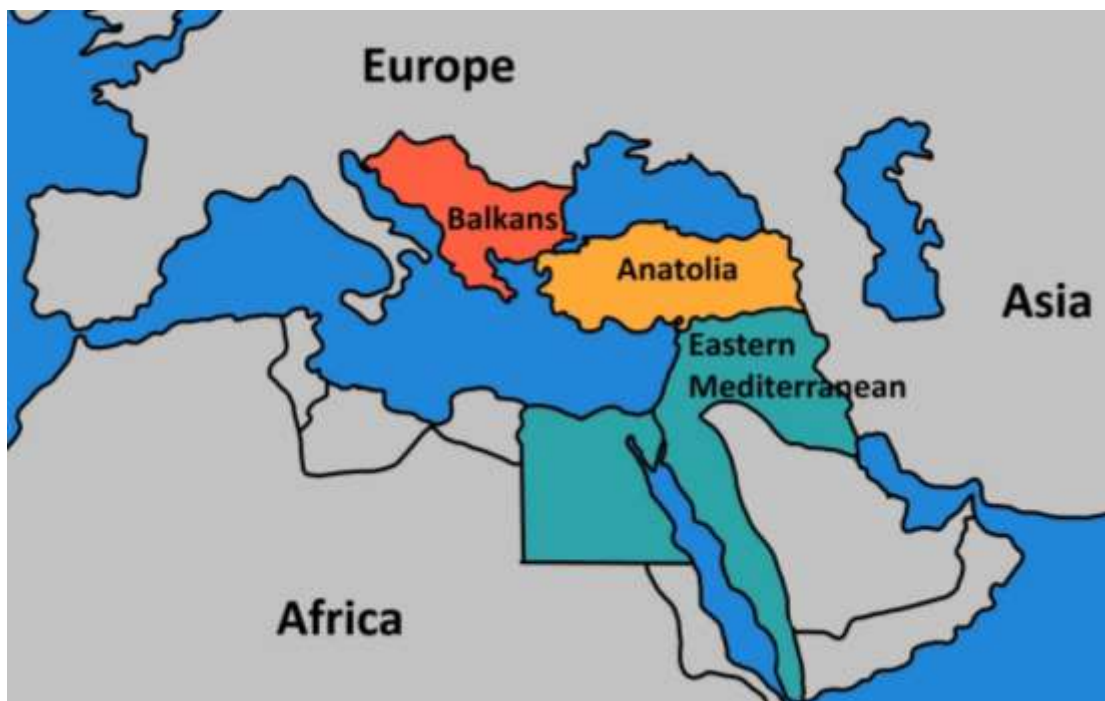 Europe
Balkans
Anatolia
Asia
Eastern
Mediterranean
Africa